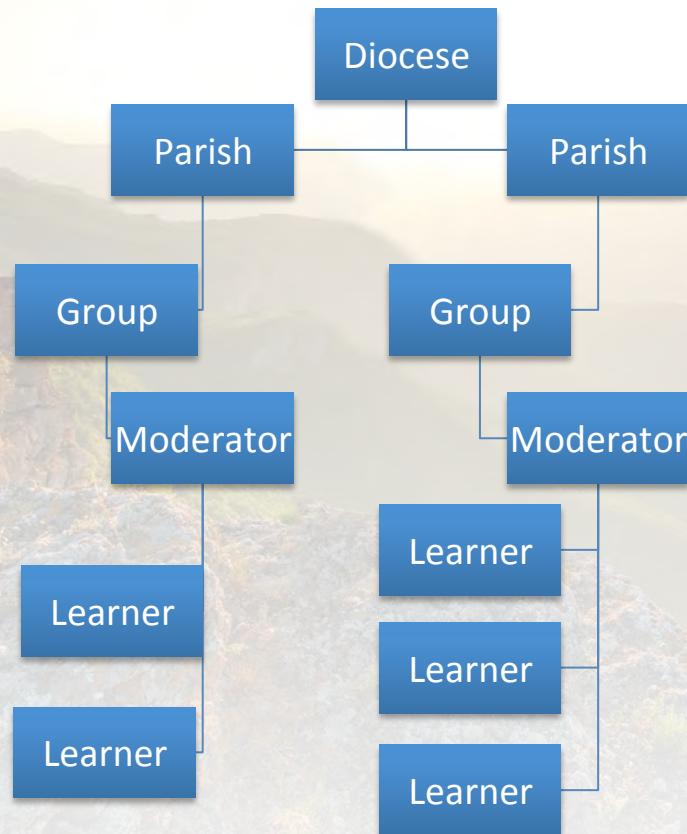 Diocese
Parish
Parish
Group
Group
Moderator
Moderator
Learner
Learner
Learner
Learner
Learner